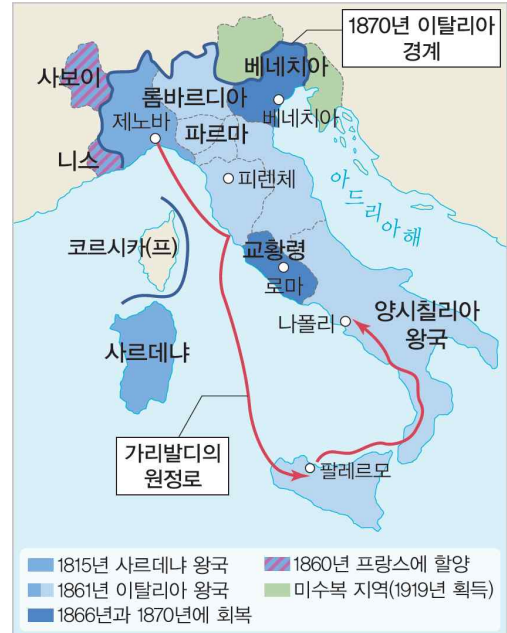 1870년 이탈리아
경계
사보이
베네치아
롬바르디아
제노바
베네치아
파르마
니스
피렌체
아드리아해
코르시카(프)
교황령
로마
나폴리
양시칠리아
왕국
사르데냐
가리발디의
원정로
팔레르모
1815년 사르데냐 왕국
1860년 프랑스에 할양
1861년 이탈리아 왕국
미수복 지역(1919년 획득)
1866년과 1870년에 회복